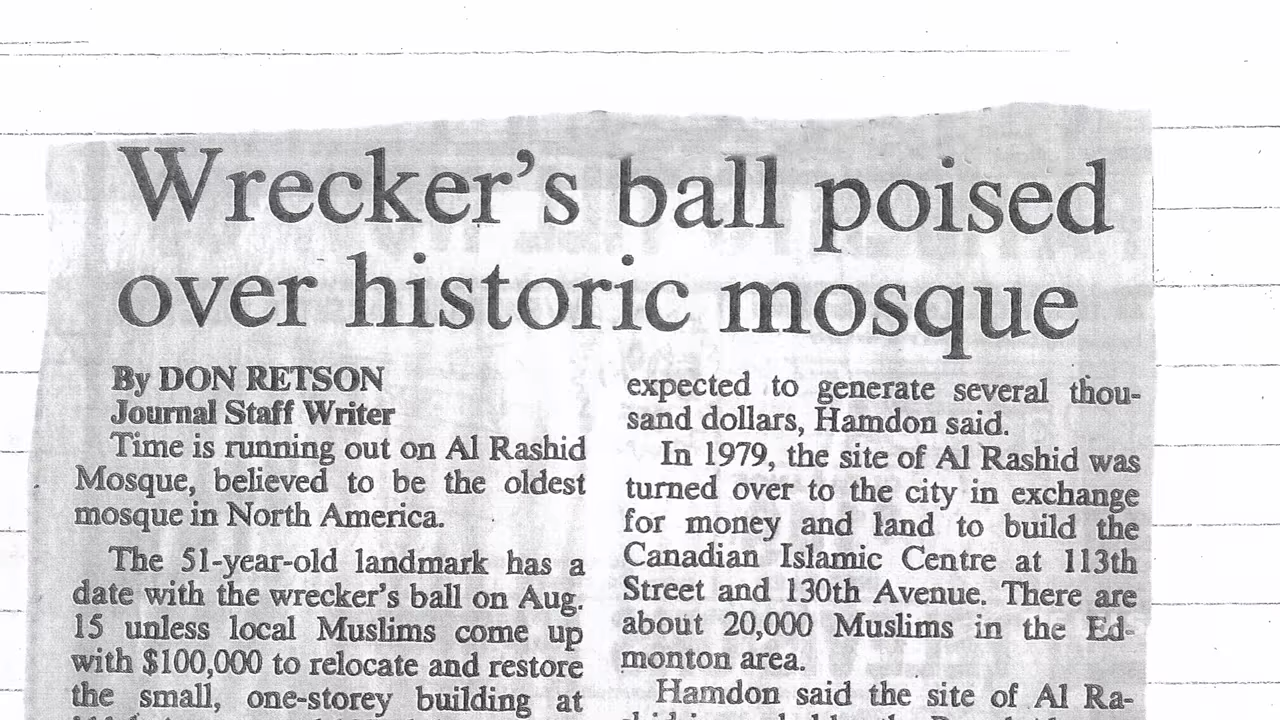 Wrecker's ball poised
over historic mosque
By DON RETSON
Journal Staff Writer
Time is running out on Al Rashid
Mosque, believed to be the oldest
mosque in North America.
The 51-year-old landmark has a
date with the wrecker's ball on Aug.
15 unless local Muslims come up
with $100,000 to relocate and restore
the small, one-storey building at
expected to generate several thou-
sand dollars, Hamdon said.
In 1979, the site of Al Rashid was
turned over to the city in exchange
for money and land to build the
Canadian Islamic Centre at 113th
Street and 130th Avenue. There are
about 20,000 Muslims in the Ed-
monton area.
Hamdon said the site of Al Ra-